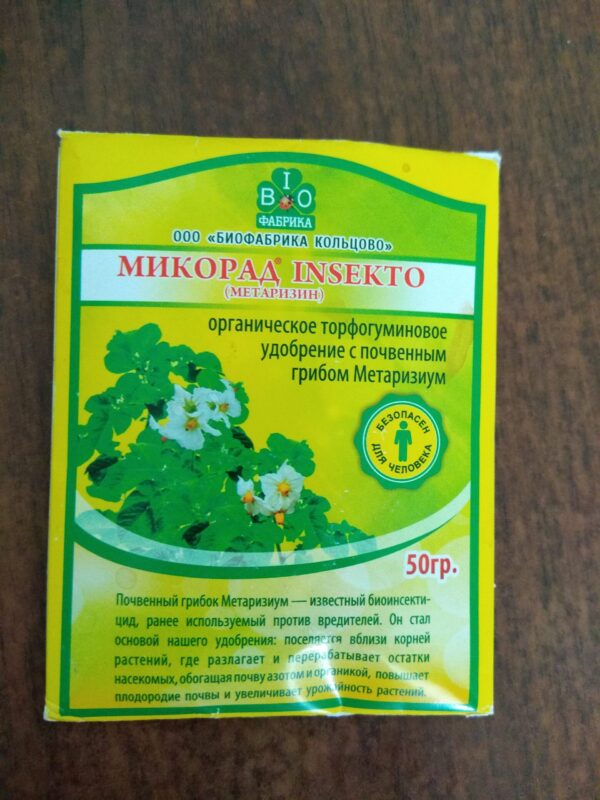 BIO
ФАБРИКА
ООО «БИОФАБРИКА КОЛЬЦОВО»
МИКОРАД® INSEKTO
(МЕТАРИЗИН)
органическое торфогуминовое
удобрение с почвенным
грибом Метаризиум
БЕЗОПАСЕН
ДЛЯ ЧЕЛОВЕКА
50гр.
Почвенный грибок Метаризиум — известный биоинсекти-
цид, ранее используемый против вредителей. Он стал
основой нашего удобрения: поселяется вблизи корней
растений, где разлагает и перерабатывает остатки
насекомых, обогащая почву азотом и органикой, повышает
плодородие почвы и увеличивает урожайность растений.